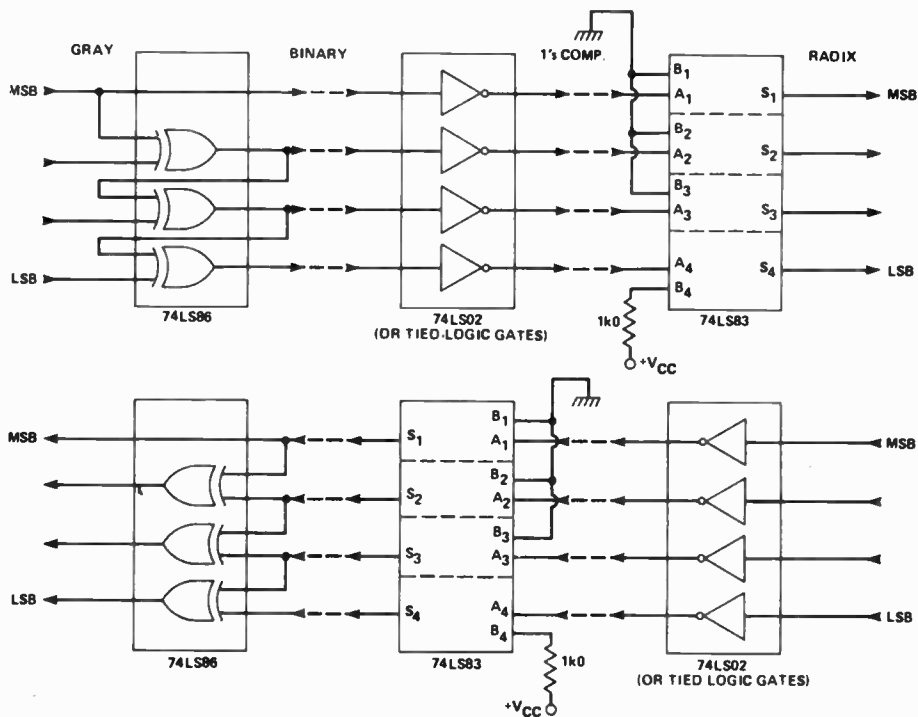 GRAY
BINARY
1's COMP.
RADIX
MSB
LSB
74LS86
74LS02
(OR TIED-LOGIC GATES)
B1
A1
B2
A2
B3
A3
A4
B4
S1
S2
S3
S4
1k0
+VCC
74LS83
MSB
LSB
MSB
LSB
74LS86
S1
S2
S3
S4
B1
A1
B2
A2
B3
A3
A4
B4
74LS83
1k0
+VCC
74LS02
(OR TIED LOGIC GATES)
MSB
LSB